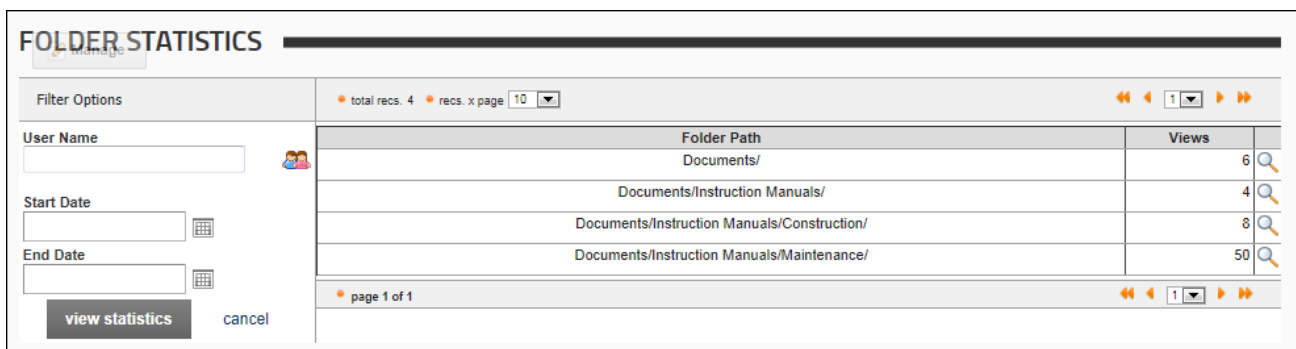 FOLDER STATISTICS
Manage
Filter Options
total recs. 4 recs. x page 10
1
User Name
Folder Path Views
Documents/ 6
Documents/Instruction Manuals/ 4
Start Date
Documents/Instruction Manuals/Construction/ 8
End Date
Documents/Instruction Manuals/Maintenance/ 50
page 1 of 1
1
view statistics cancel